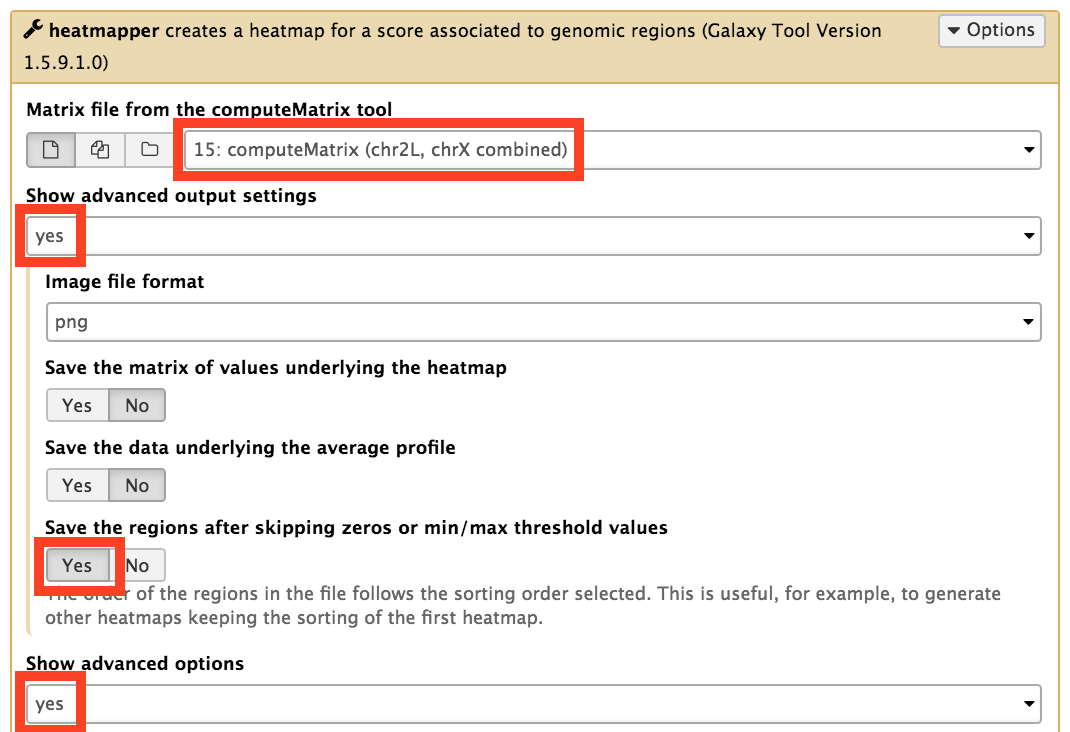 heatmapper creates a heatmap for a score associated to genomic regions (Galaxy Tool Version
1.5.9.1.0)
Options
Matrix file from the computeMatrix tool
15: computeMatrix (chr2L, chrX combined)
Show advanced output settings
yes
Image file format
png
Save the matrix of values underlying the heatmap
Yes No
Save the data underlying the average profile
Yes No
Save the regions after skipping zeros or min/max threshold values
Yes No
The order of the regions in the file follows the sorting order selected. This is useful, for example, to generate
other heatmaps keeping the sorting of the first heatmap.
Show advanced options
yes